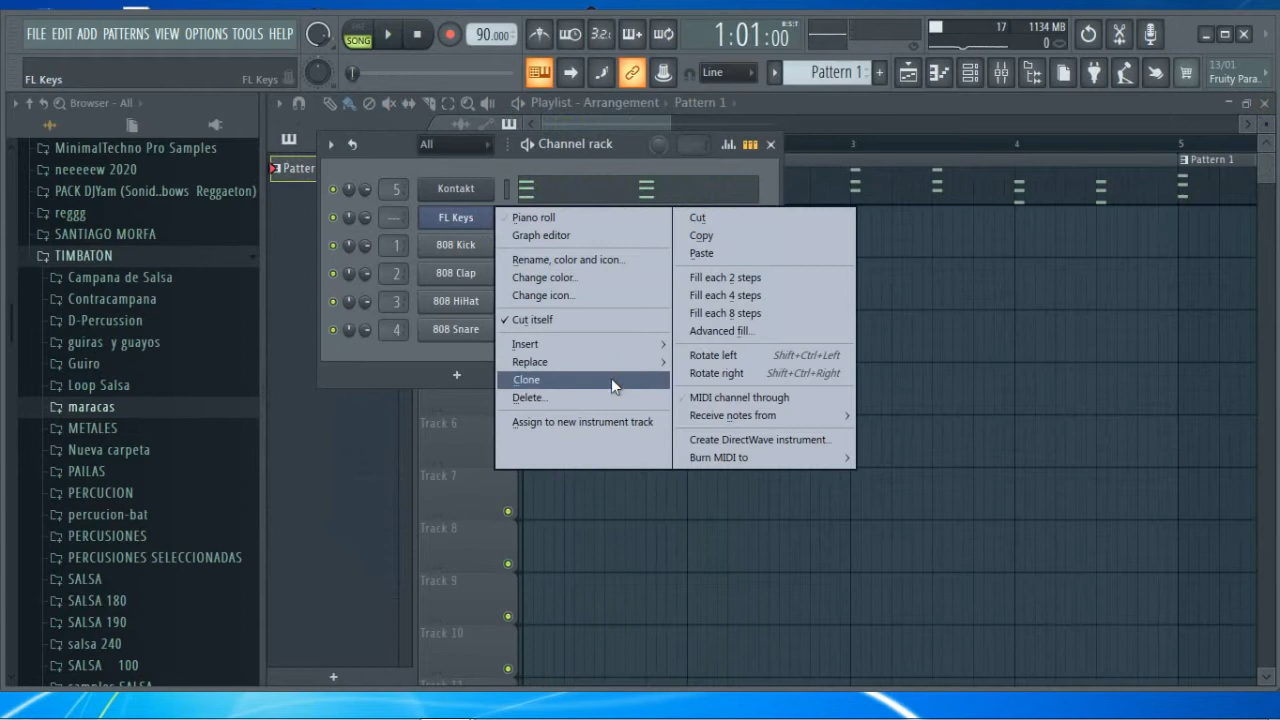 FILE EDIT ADD PATTERNS VIEW OPTIONS TOOLS HELP
SONG
90.000
3.2.
1:01:00
B:S:T
17
1134 MB
0
FL Keys
FL Keys
Line
Pattern 1
13/01
Fruity Para..
Browser - All
Playlist - Arrangement
Pattern 1
All
Channel rack
3
4
5
Patter
Pattern 1
MinimalTechno Pro Samples
neeeeew 2020
PACK DJYam (Sonid..bows Reggaeton)
reggg
SANTIAGO MORFA
TIMBATON
Campana de Salsa
Contracampana
D-Percussion
guiras y guayos
Guiro
Loop Salsa
maracas
METALES
Nueva carpeta
PAILAS
PERCUCION
percucion-bat
PERCUSIONES
PERCUSIONES SELECCIONADAS
SALSA
SALSA 180
SALSA 190
salsa 240
SALSA 100
samples SALSA
5 Kontakt
--- FL Keys
1 808 Kick
2 808 Clap
3 808 HiHat
4 808 Snare
+
Piano roll
Graph editor
Rename, color and icon...
Change color...
Change icon...
Cut itself
Insert
Replace
Clone
Delete...
Assign to new instrument track
Cut
Copy
Paste
Fill each 2 steps
Fill each 4 steps
Fill each 8 steps
Advanced fill...
Rotate left Shift+Ctrl+Left
Rotate right Shift+Ctrl+Right
MIDI channel through
Receive notes from
Create DirectWave instrument...
Burn MIDI to
Track 6
Track 7
Track 8
Track 9
Track 10
+